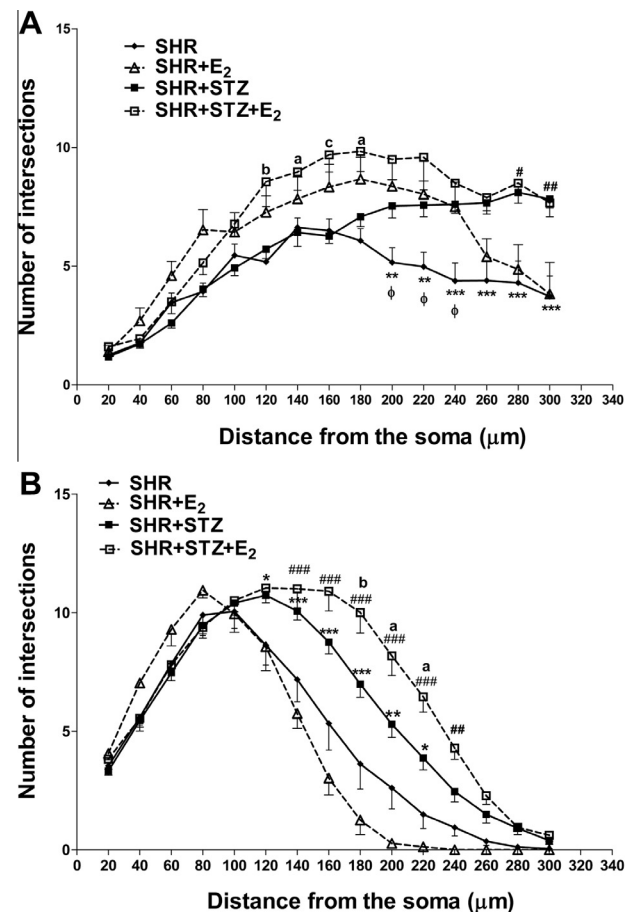 A
15
SHR
SHR+E₂
SHR+STZ
SHR+STZ+E₂
Number of intersections
10
b a c a
# ##
5
** ** *** *** *** ***
ϕ ϕ ϕ
0
0 20 40 60 80 100 120 140 160 180 200 220 240 260 280 300 320 340
Distance from the soma (μm)
B
15
SHR
SHR+E₂
SHR+STZ
SHR+STZ+E₂
Number of intersections
* ### ### b
###
*** a
10
###
*** a
###
***
** ##
*
5
0
0 20 40 60 80 100 120 140 160 180 200 220 240 260 280 300 320 340
Distance from the soma (μm)